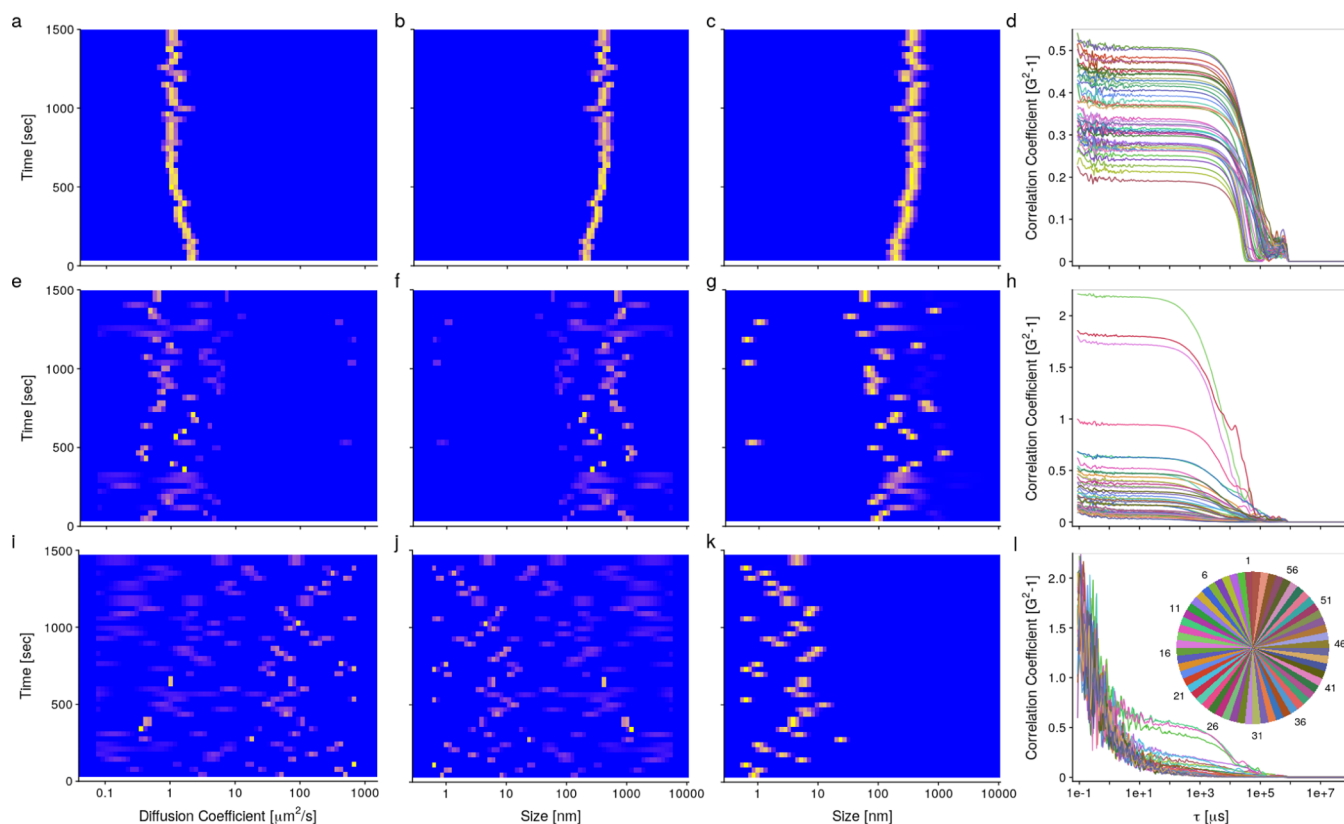 a b c d
Time [sec]
1500
1000
500
0
Correlation Coefficient [G²-1]
0.5
0.4
0.3
0.2
0.1
0
e f g h
Time [sec]
1500
1000
500
0
Correlation Coefficient [G²-1]
2
1.5
1
0.5
0
i j k l
Time [sec]
1500
1000
500
0
0.1 1 10 100 1000
Diffusion Coefficient [μm²/s]
1 10 100 1000 10000
Size [nm]
1 10 100 1000 10000
Size [nm]
Correlation Coefficient [G²-1]
2.0
1.5
1.0
0.5
0
1 56
6 51
11 46
16 41
21 36
26 31
1e-1 1e+1 1e+3 1e+5 1e+7
τ [μs]